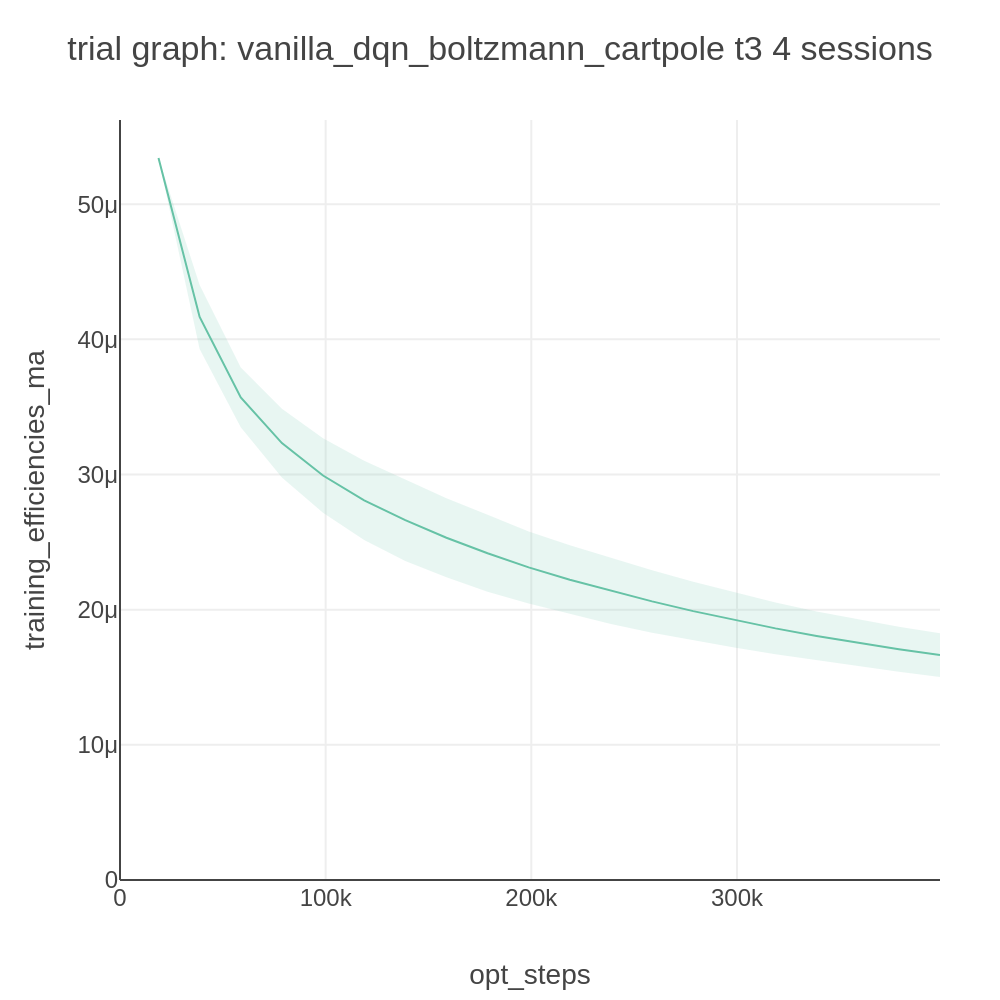 trial graph: vanilla_dqn_boltzmann_cartpole t3 4 sessions
training_efficiencies_ma
50μ
40μ
30μ
20μ
10μ
0
0
100k
200k
300k
opt_steps